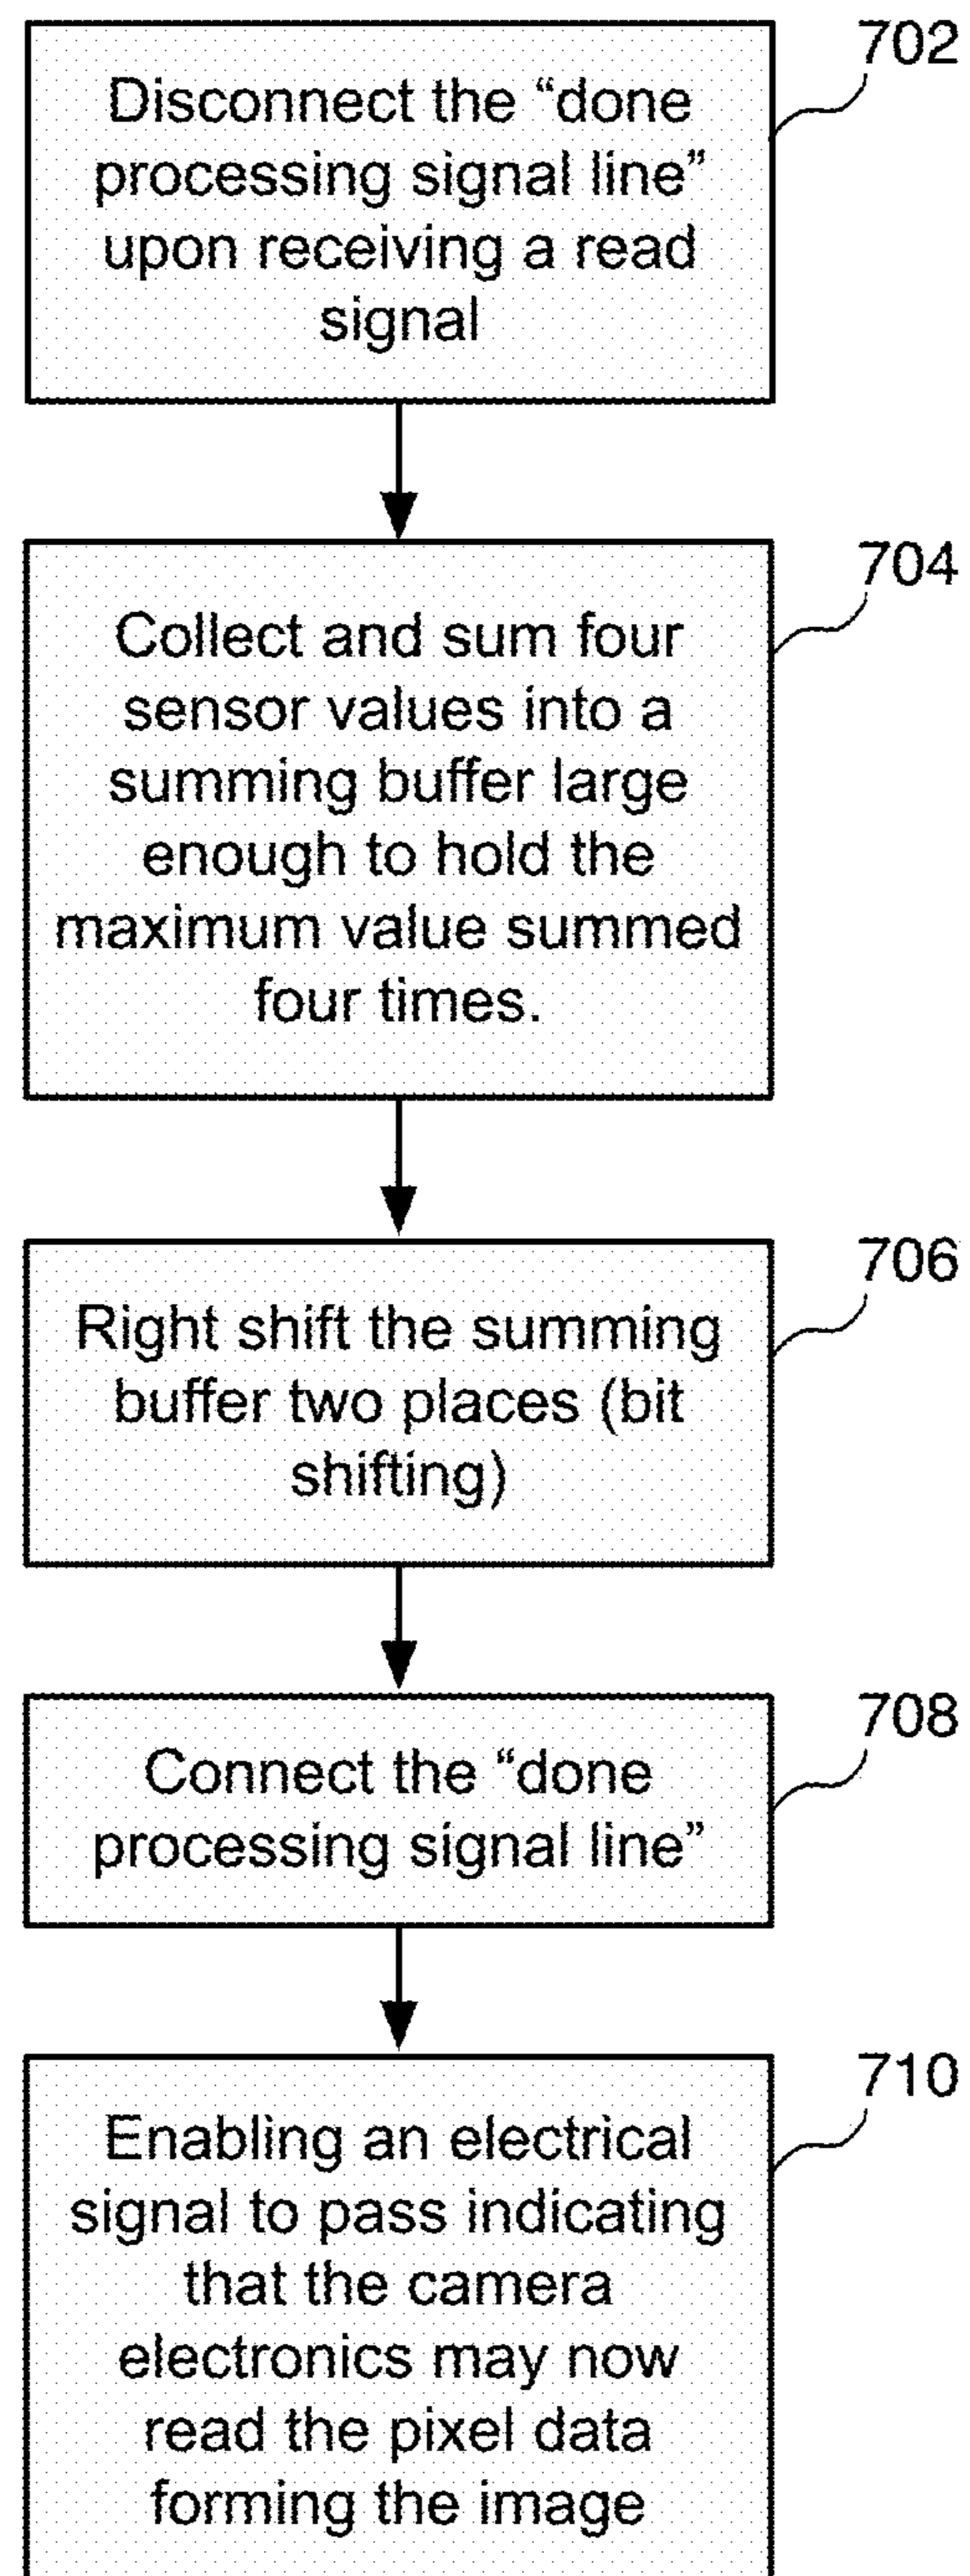 702
Disconnect the “done
processing signal line”
upon receiving a read
signal
704
Collect and sum four
sensor values into a
summing buffer large
enough to hold the
maximum value summed
four times.
706
Right shift the summing
buffer two places (bit
shifting)
708
Connect the “done
processing signal line”
710
Enabling an electrical
signal to pass indicating
that the camera
electronics may now
read the pixel data
forming the image